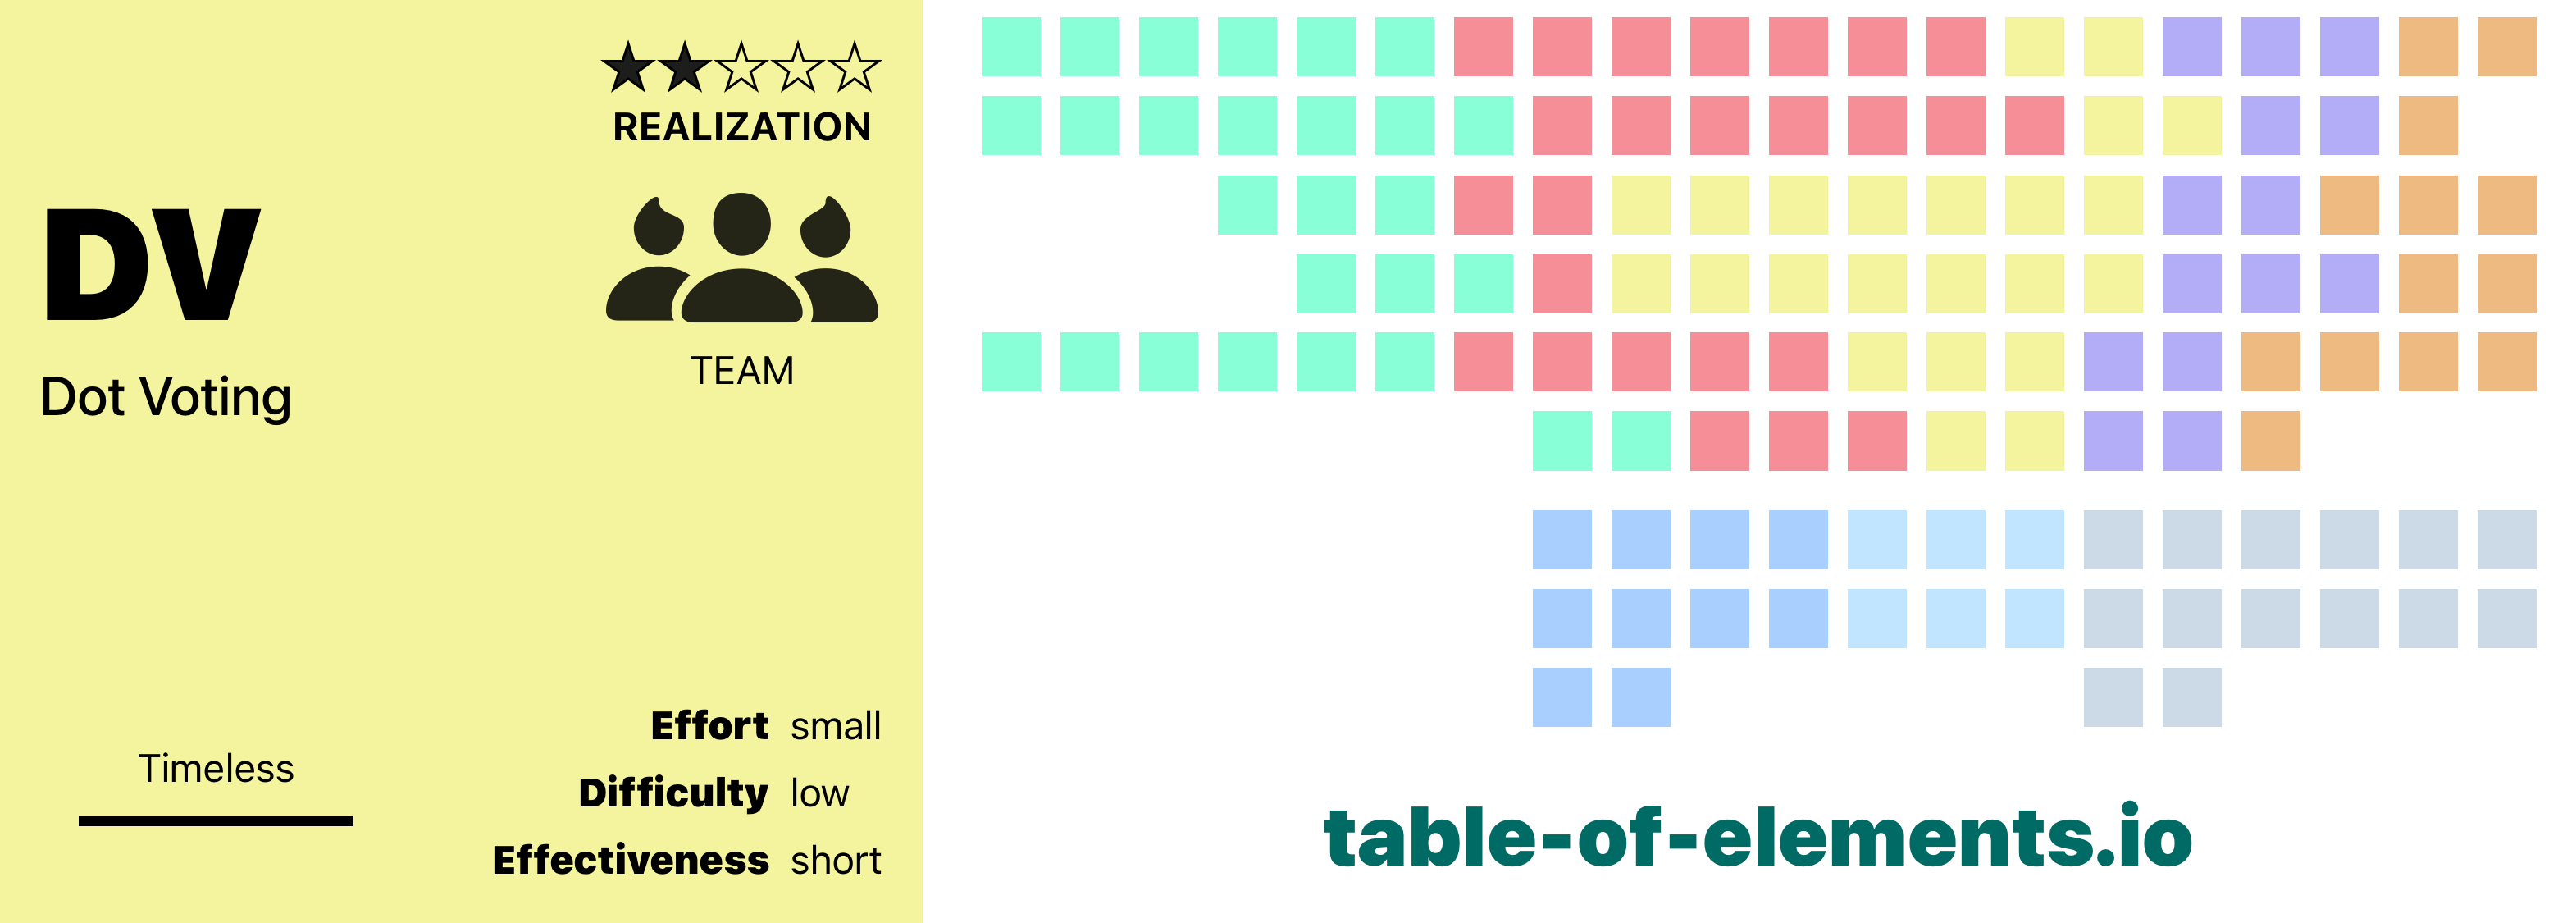 REALIZATION
DV
Dot Voting
TEAM
Timeless
Effort small
Difficulty low
Effectiveness short
table-of-elements.io